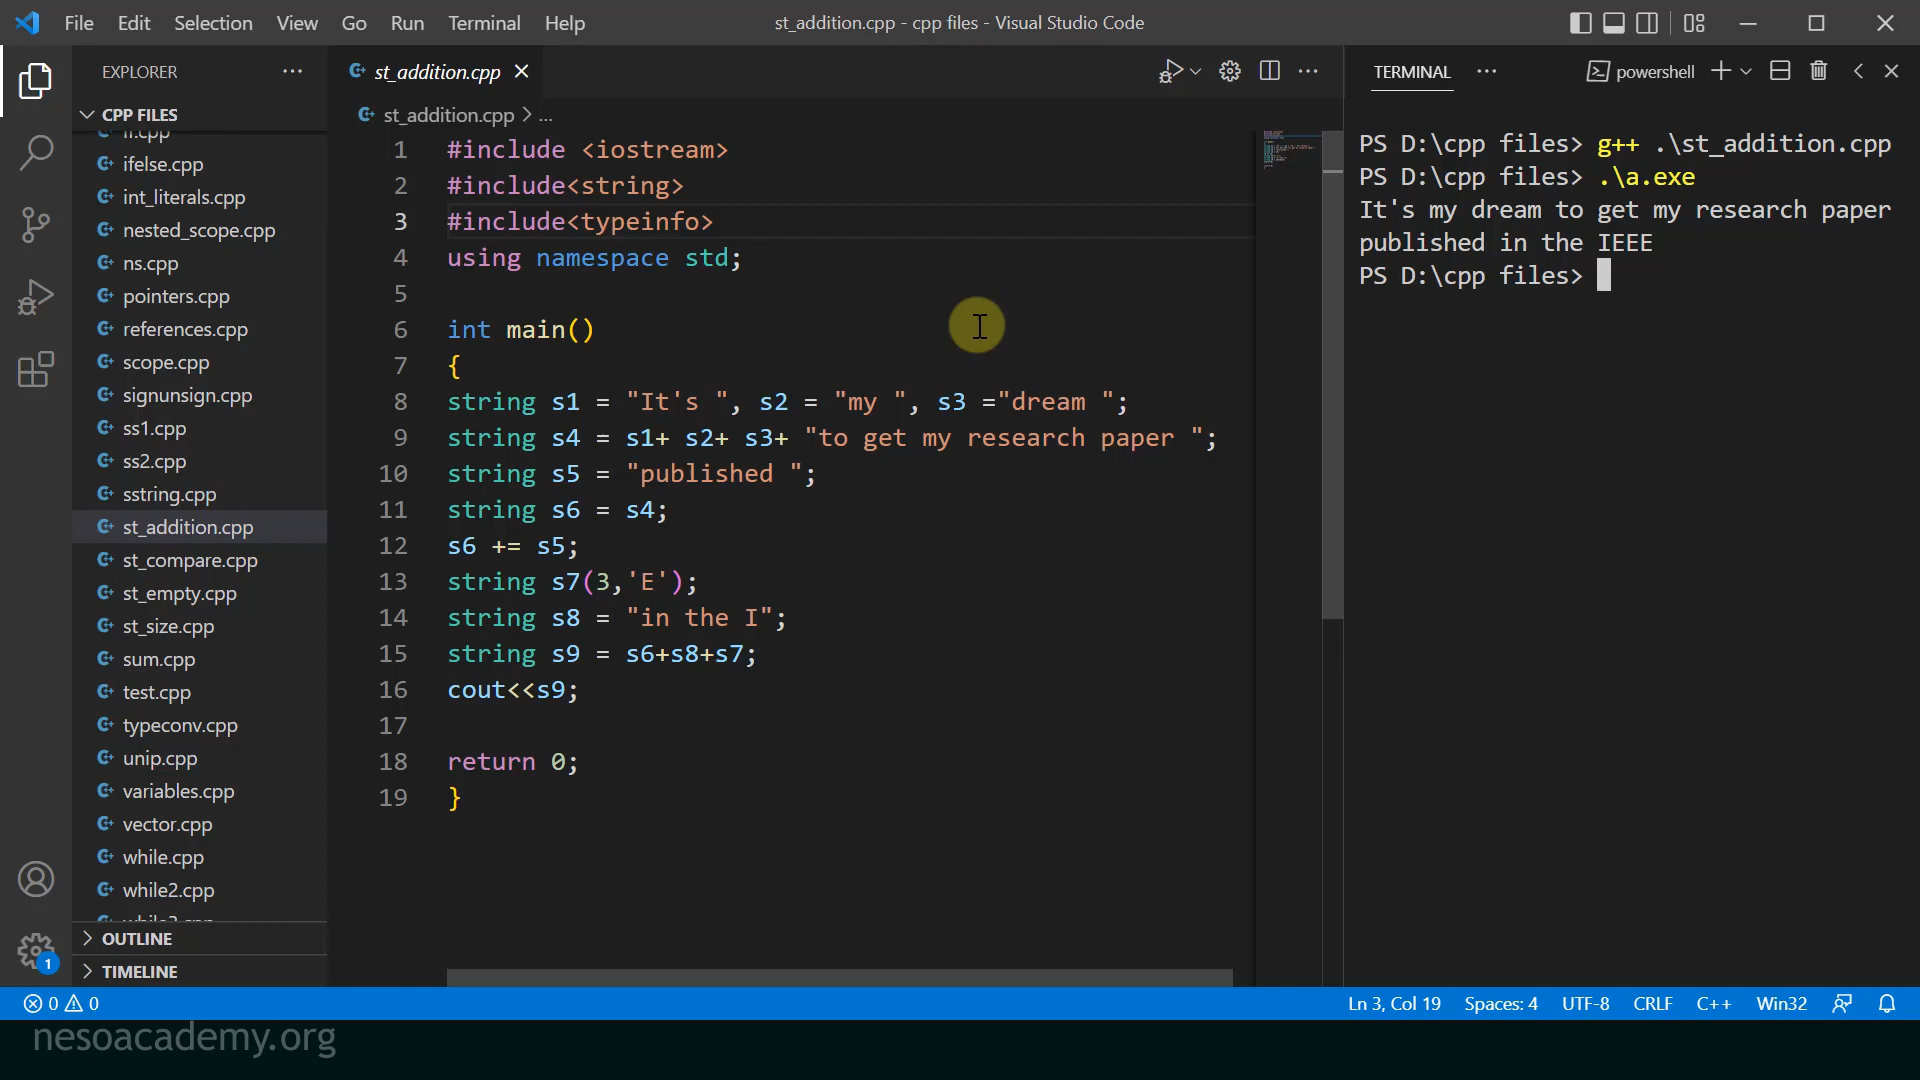 File Edit Selection View Go Run Terminal Help
st_addition.cpp - cpp files - Visual Studio Code
EXPLORER
CPP FILES
ifelse.cpp
int_literals.cpp
nested_scope.cpp
ns.cpp
pointers.cpp
references.cpp
scope.cpp
signunsign.cpp
ss1.cpp
ss2.cpp
sstring.cpp
st_addition.cpp
st_compare.cpp
st_empty.cpp
st_size.cpp
sum.cpp
test.cpp
typeconv.cpp
unip.cpp
variables.cpp
vector.cpp
while.cpp
while2.cpp
OUTLINE
TIMELINE
1
st_addition.cpp
st_addition.cpp > ...
1 #include <iostream>
2 #include<string>
3 #include<typeinfo>
4 using namespace std;
5
6 int main()
7 {
8 string s1 = "It's ", s2 = "my ", s3 ="dream ";
9 string s4 = s1+ s2+ s3+ "to get my research paper ";
10 string s5 = "published ";
11 string s6 = s4;
12 s6 += s5;
13 string s7(3,'E');
14 string s8 = "in the I";
15 string s9 = s6+s8+s7;
16 cout<<s9;
17
18 return 0;
19 }
TERMINAL
powershell
PS D:\cpp files> g++ .\st_addition.cpp
PS D:\cpp files> .\a.exe
It's my dream to get my research paper
published in the IEEE
PS D:\cpp files>
0 0
Ln 3, Col 19 Spaces: 4 UTF-8 CRLF C++ Win32
nesoacademy.org